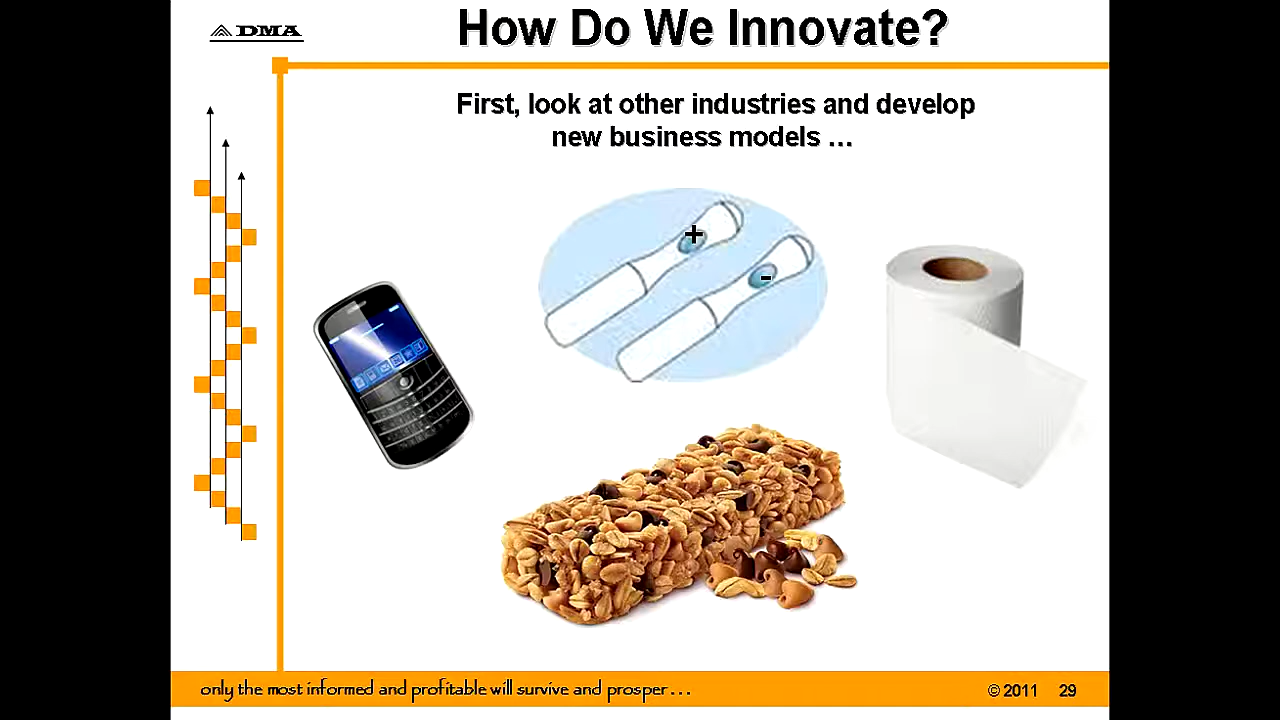 DMA
How Do We Innovate?
First, look at other industries and develop
new business models ...
+
-
only the most informed and profitable will survive and prosper ...
© 2011 29